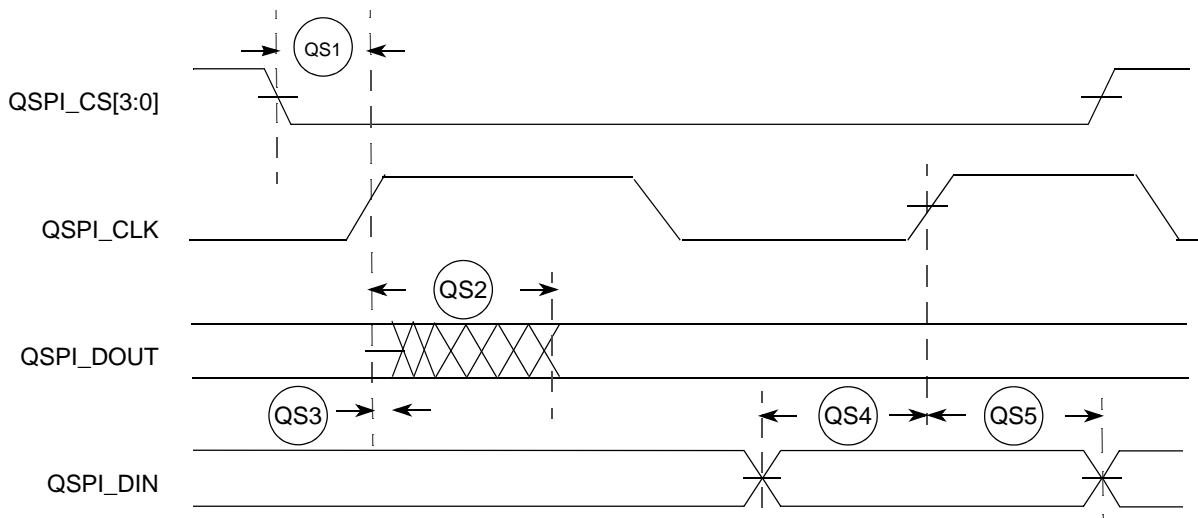 QS1
QSPI_CS[3:0]
QSPI_CLK
QS2
QSPI_DOUT
QS3
QS4
QS5
QSPI_DIN